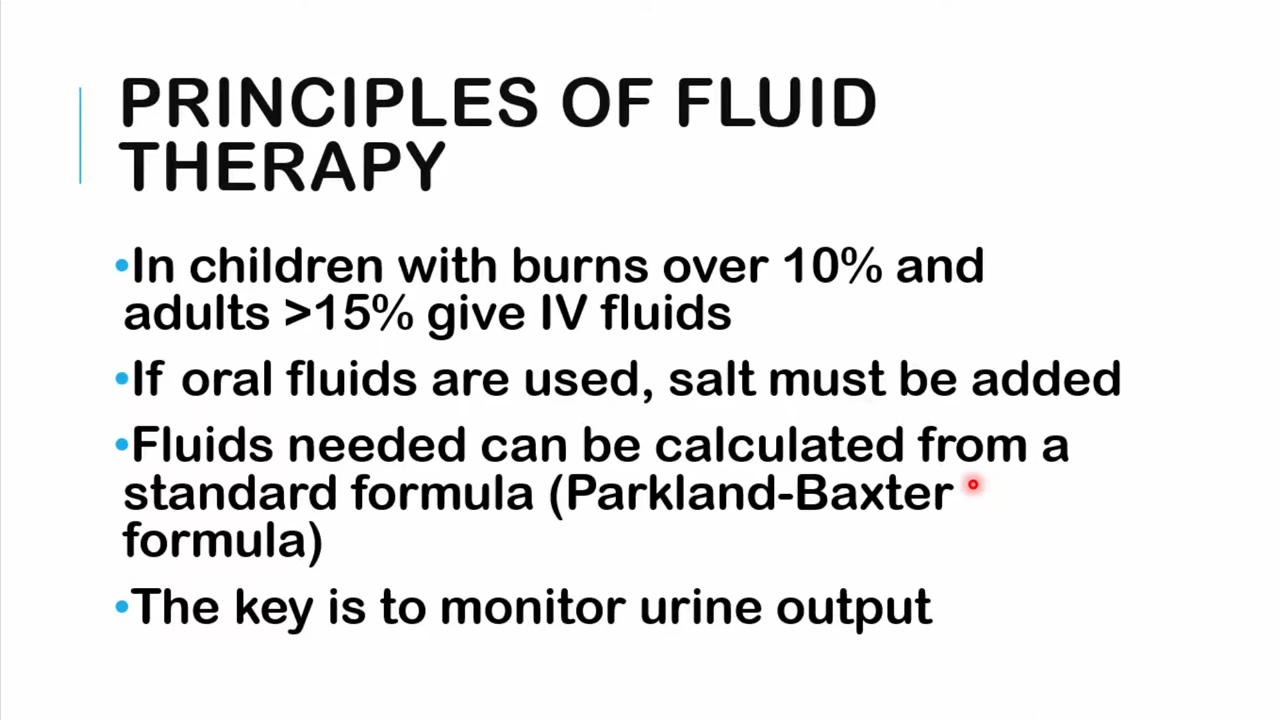 PRINCIPLES OF FLUID
THERAPY
•In children with burns over 10% and
adults >15% give IV fluids
•If oral fluids are used, salt must be added
•Fluids needed can be calculated from a
standard formula (Parkland-Baxter
formula)
•The key is to monitor urine output